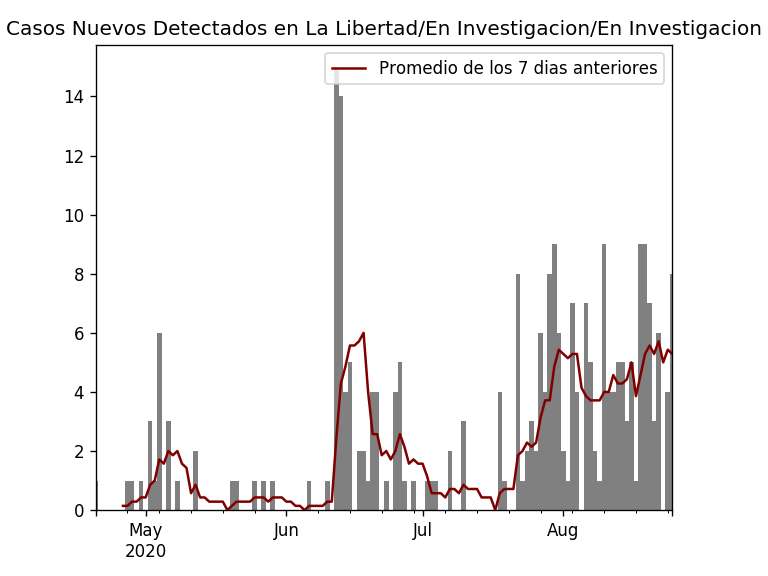 Casos Nuevos Detectados en La Libertad/En Investigacion/En Investigacion
Promedio de los 7 dias anteriores
14
12
10
8
6
4
2
0
May
2020
Jun
Jul
Aug